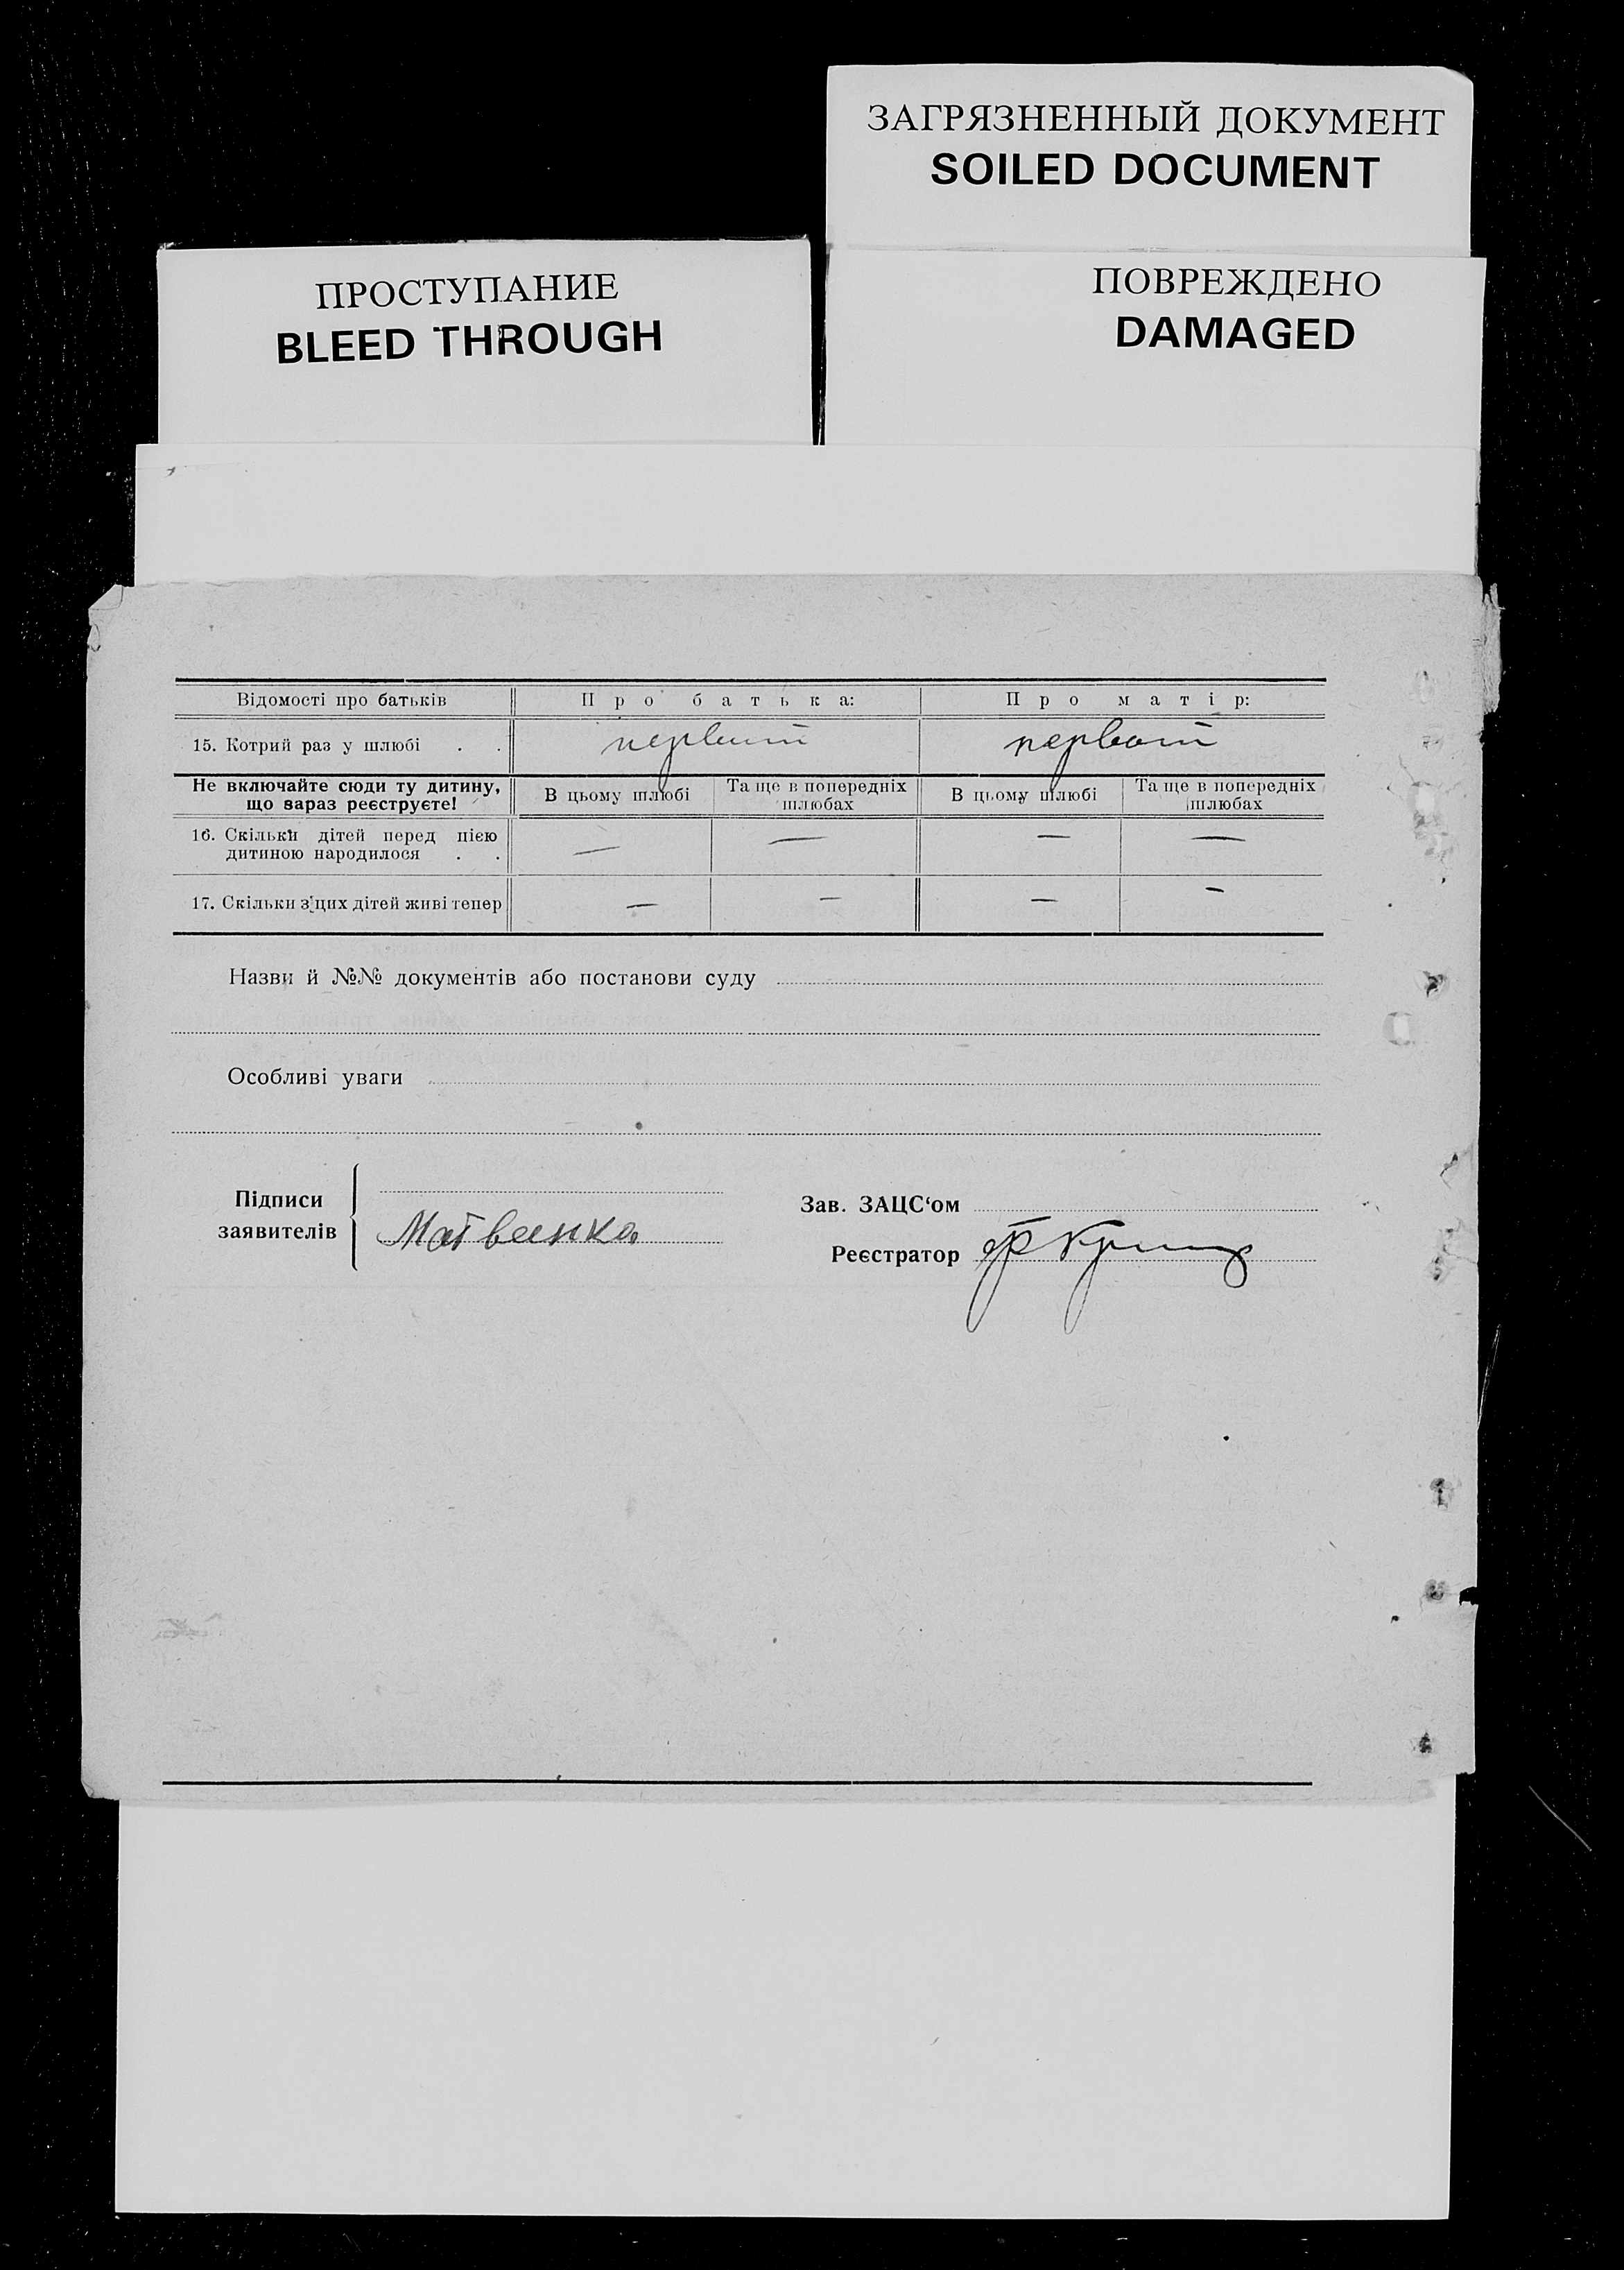 ЗАГРЯЗНЕННЫЙ ДОКУМЕНТ
SOILED DOCUMENT
ПРОСТУПАНИЕ
BLEED THROUGH
ПОВРЕЖДЕНО
DAMAGED
Відомості про батьків Про батька: Про матір:
15. Котрий раз у шлюбі . . первий первой
Не включайте сюди ту дитину, що вараз реєструєте!
В цьому шлюбі Та ще в попередніх шлюбах В цьому шлюбі Та ще в попередніх шлюбах
16. Скільки дітей перед цією — — — —
дитиною народилося . .
17. Скільки з цих дітей живі тепер — — — —
Назви й №№ документів або постанови суду
Особливі уваги
Підписи
заявителів
Матвеенко
Зав. ЗАЦС‘ом
Реєстратор